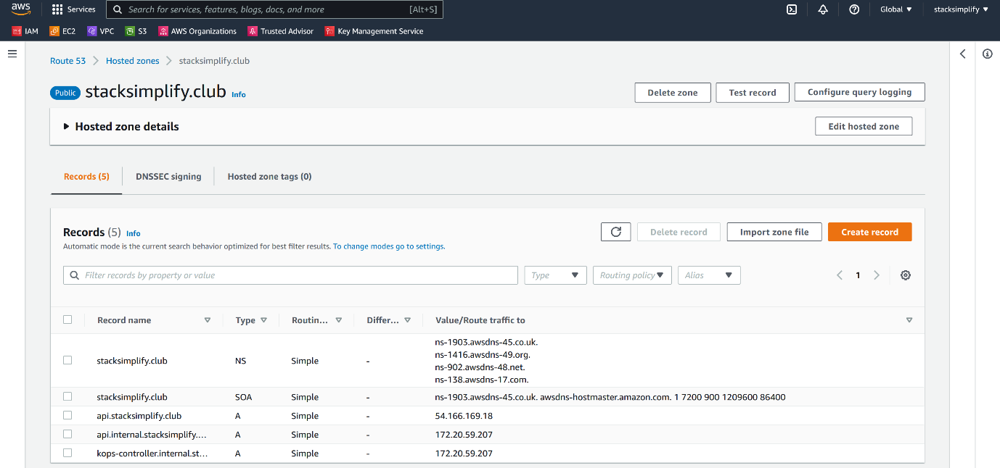 aws Services Search for services, features, blogs, docs, and more [Alt+S] Global stacksimplify
IAM EC2 VPC S3 AWS Organizations Trusted Advisor Key Management Service
Route 53 Hosted zones stacksimplify.club
Public stacksimplify.club Info Delete zone Test record Configure query logging
Hosted zone details Edit hosted zone
Records (5) DNSSEC signing Hosted zone tags (0)
Records (5) Info Delete record Import zone file Create record
Automatic mode is the current search behavior optimized for best filter results. To change modes go to settings.
Filter records by property or value Type Routing policy Alias 1
Record name Type Routin... Differ... Value/Route traffic to
ns-1903.awsdns-45.co.uk.
ns-1416.awsdns-49.org.
stacksimplify.club NS Simple -
ns-902.awsdns-48.net.
ns-138.awsdns-17.com.
stacksimplify.club SOA Simple - ns-1903.awsdns-45.co.uk. awsdns-hostmaster.amazon.com. 1 7200 900 1209600 86400
api.stacksimplify.club A Simple - 54.166.169.18
api.internal.stacksimplify.... A Simple - 172.20.59.207
kops-controller.internal.st... A Simple - 172.20.59.207